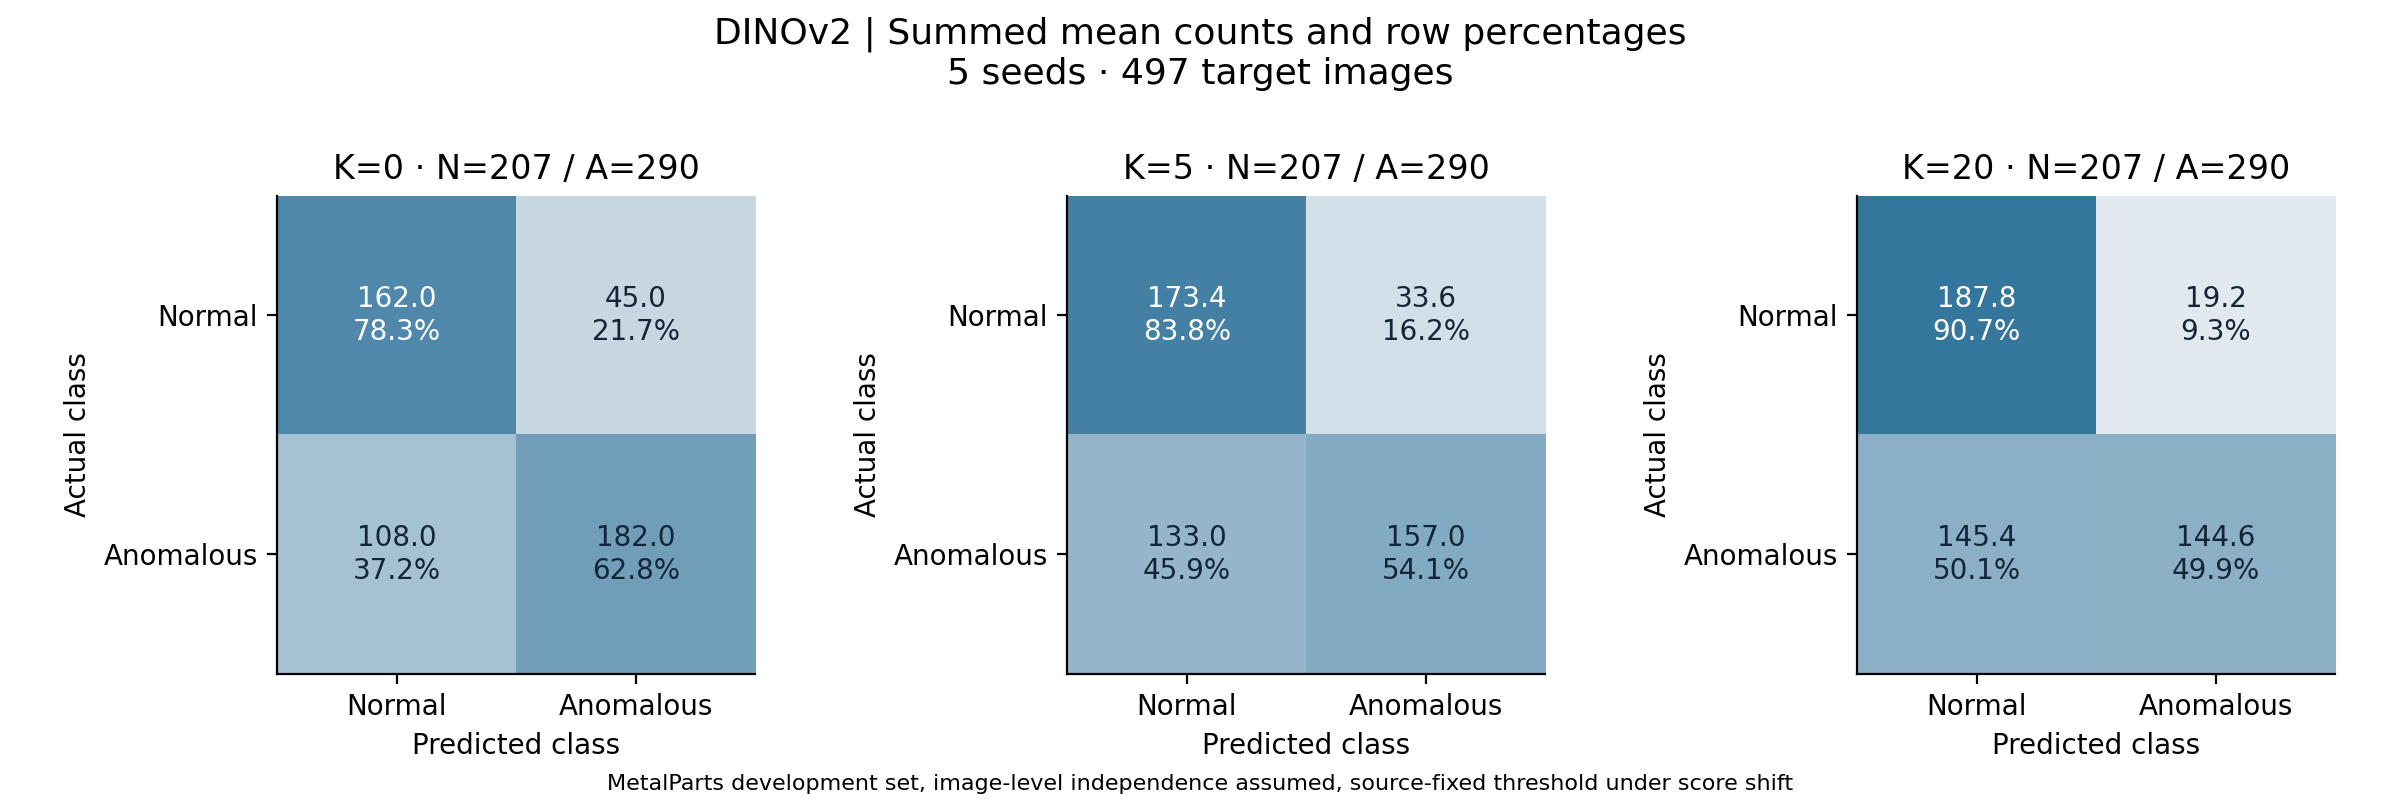 DINOv2 | Summed mean counts and row percentages
5 seeds · 497 target images
K=0 · N=207 / A=290
Actual class
Normal
Anomalous
162.0
78.3%
45.0
21.7%
108.0
37.2%
182.0
62.8%
Normal
Anomalous
Predicted class
K=5 · N=207 / A=290
Actual class
Normal
Anomalous
173.4
83.8%
33.6
16.2%
133.0
45.9%
157.0
54.1%
Normal
Anomalous
Predicted class
K=20 · N=207 / A=290
Actual class
Normal
Anomalous
187.8
90.7%
19.2
9.3%
145.4
50.1%
144.6
49.9%
Normal
Anomalous
Predicted class
MetalParts development set, image-level independence assumed, source-fixed threshold under score shift